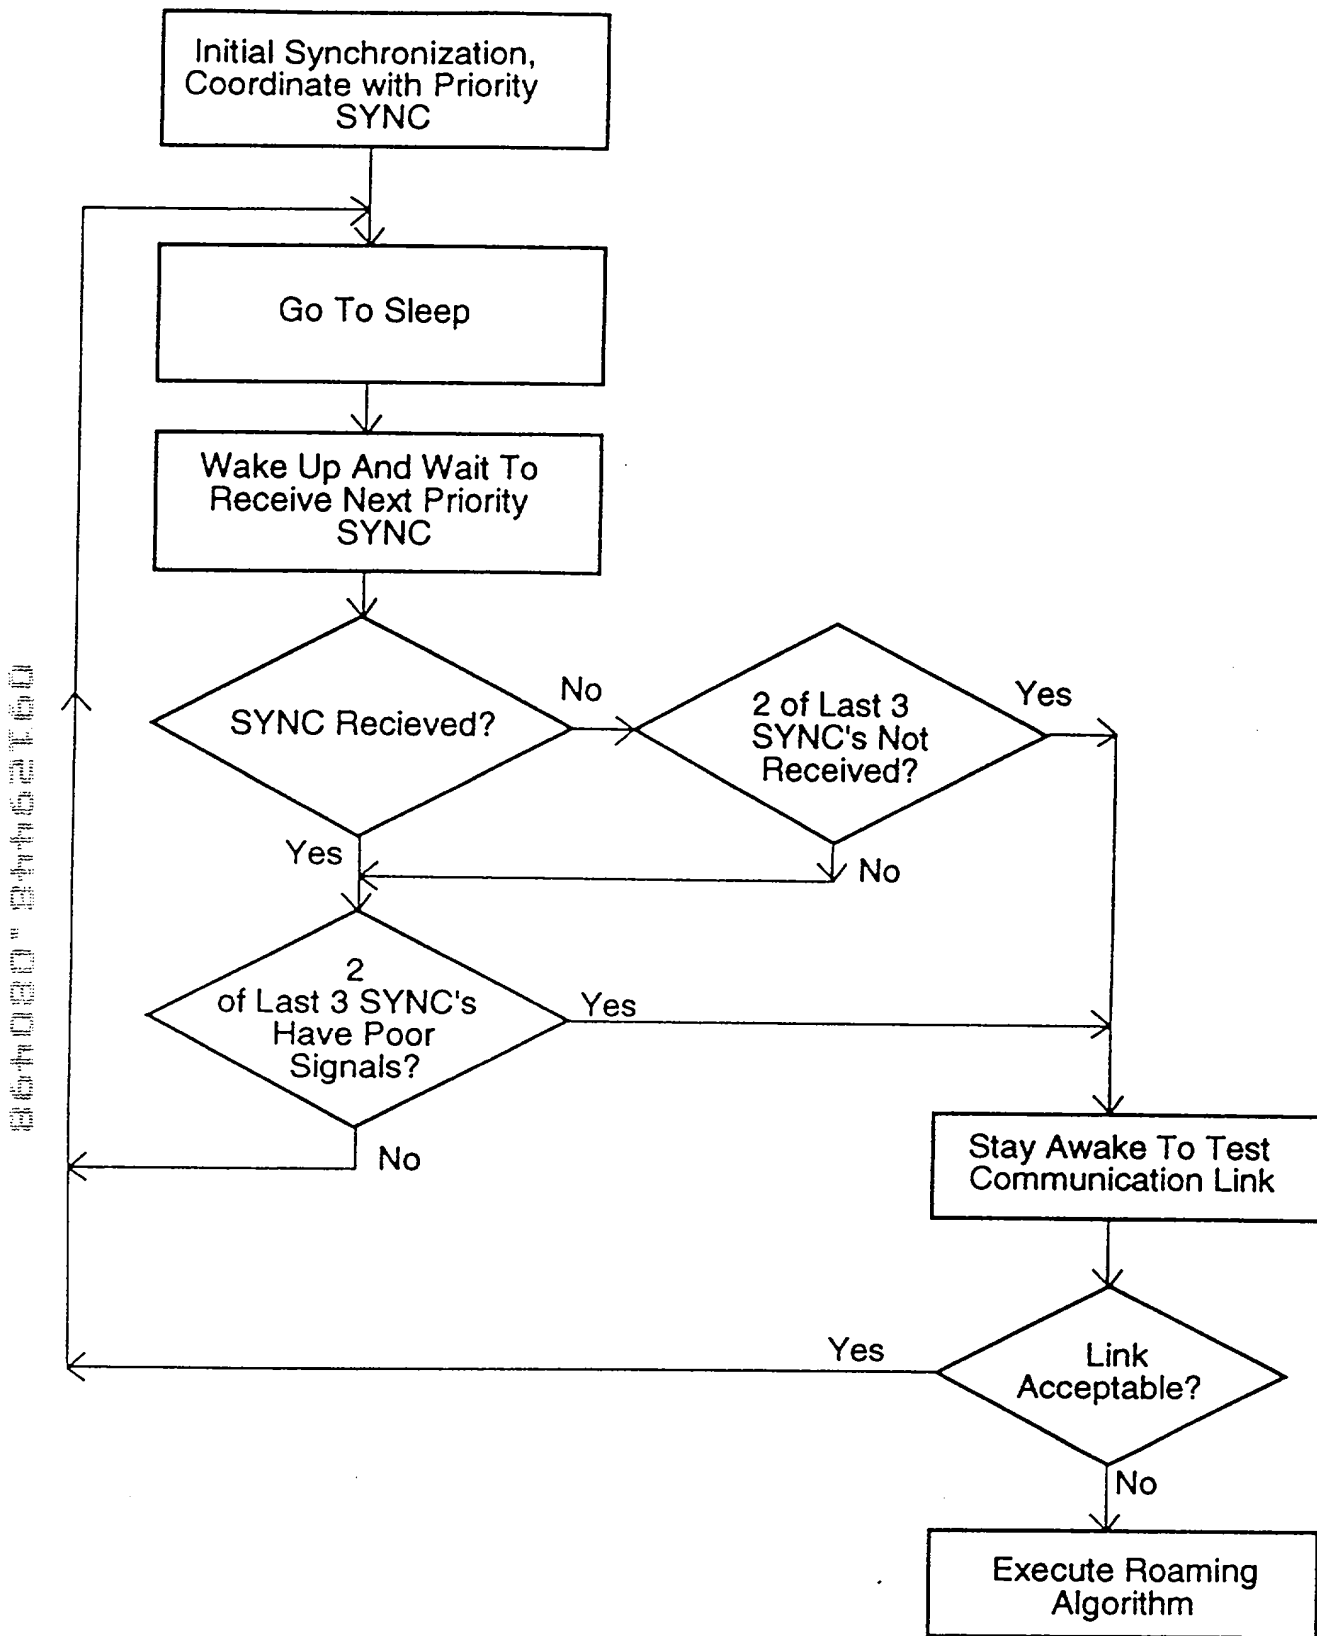 Initial Synchronization,
Coordinate with Priority
SYNC
Go To Sleep
Wake Up And Wait To
Receive Next Priority
SYNC
SYNC Recieved?
No
2 of Last 3
SYNC's Not
Received?
Yes
Yes
No
2
of Last 3 SYNC's
Have Poor
Signals?
Yes
No
Stay Awake To Test
Communication Link
Yes
Link
Acceptable?
No
Execute Roaming
Algorithm